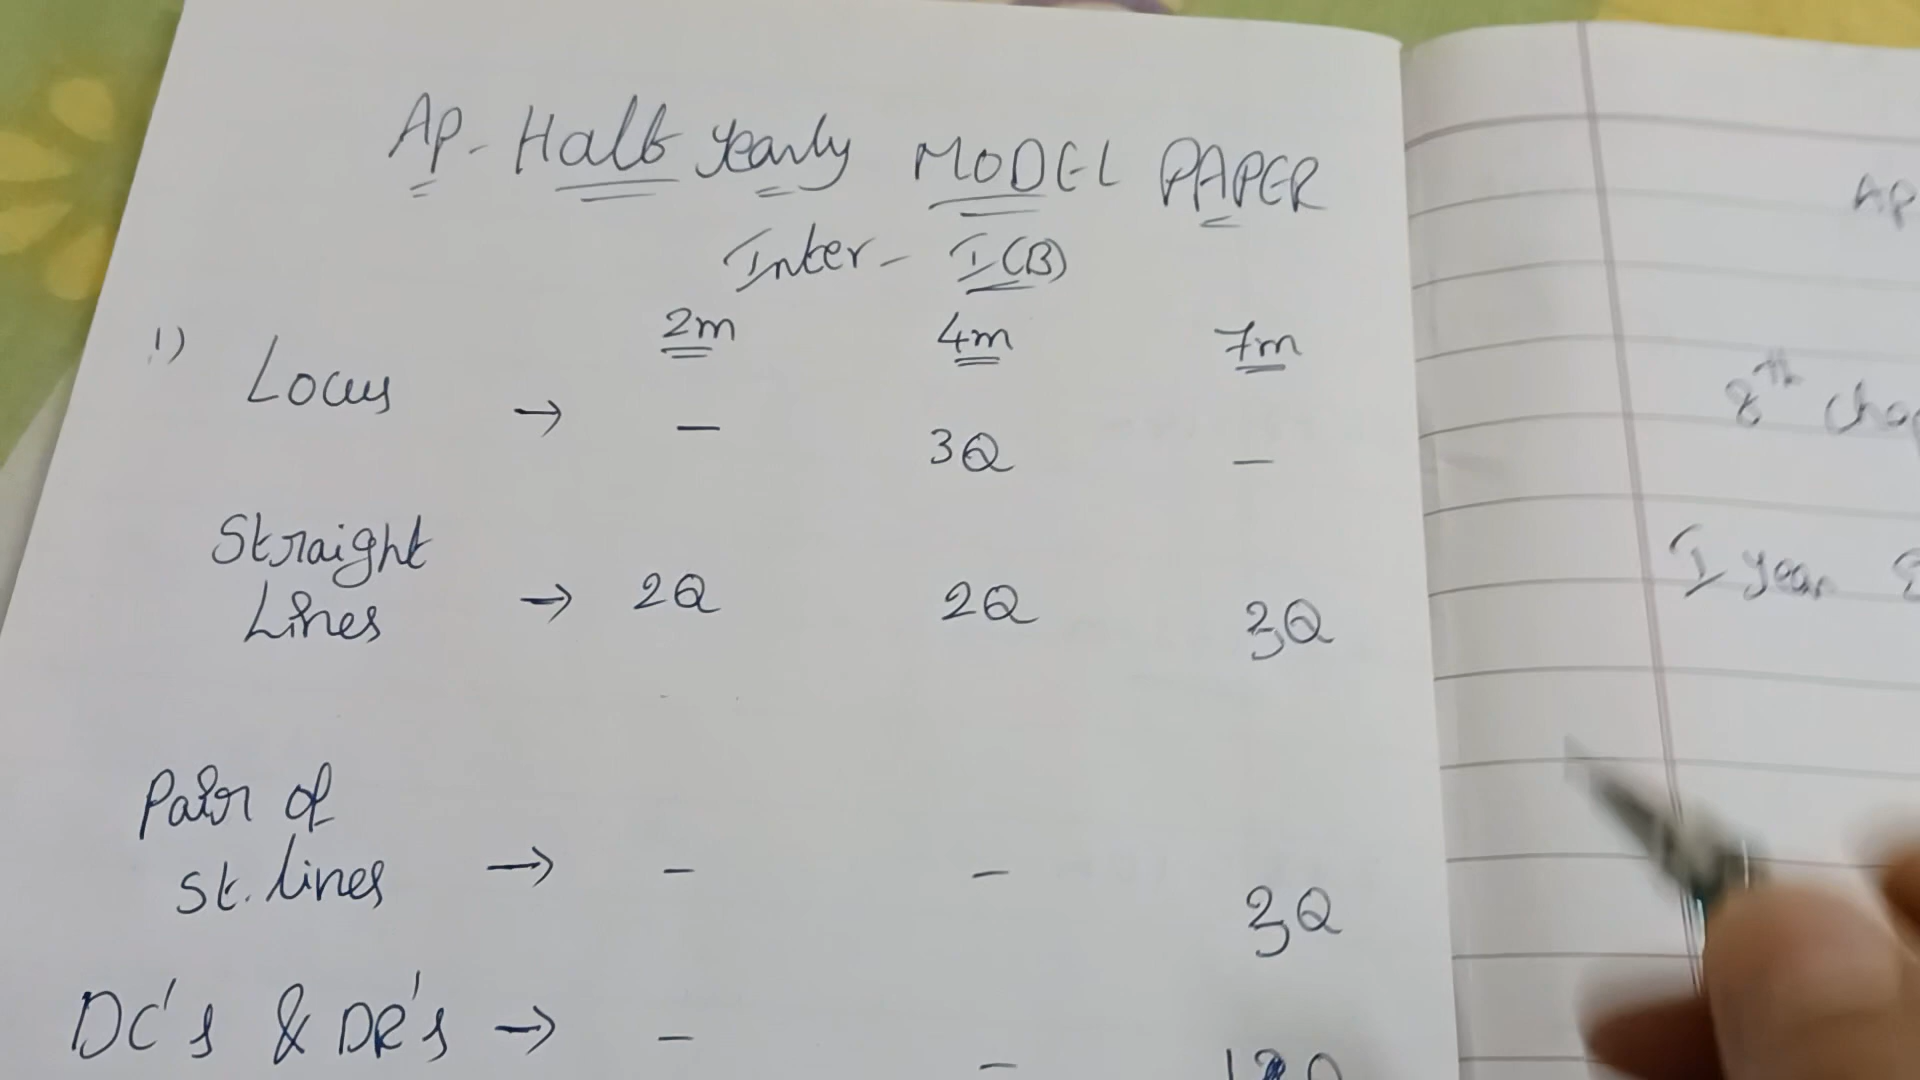 AP- Half yearly MODEL PAPER
Inter - I(B)
2m 4m 7m
1) Locus → - 3Q -
Straight
Lines → 2Q 2Q 3Q
Pair of
St. lines → - - 3Q
DC's & DR's → - -
AP
8th
I year